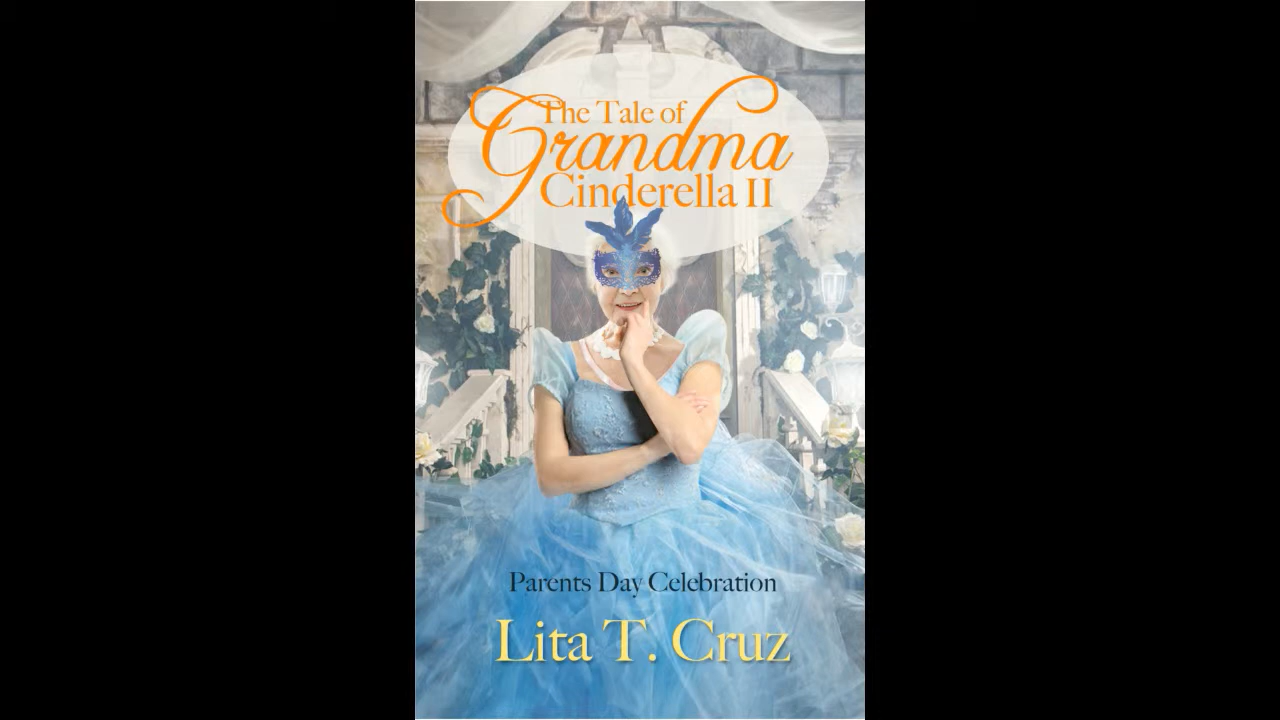 The Tale of
Grandma
Cinderella II
Parents Day Celebration
Lita T. Cruz